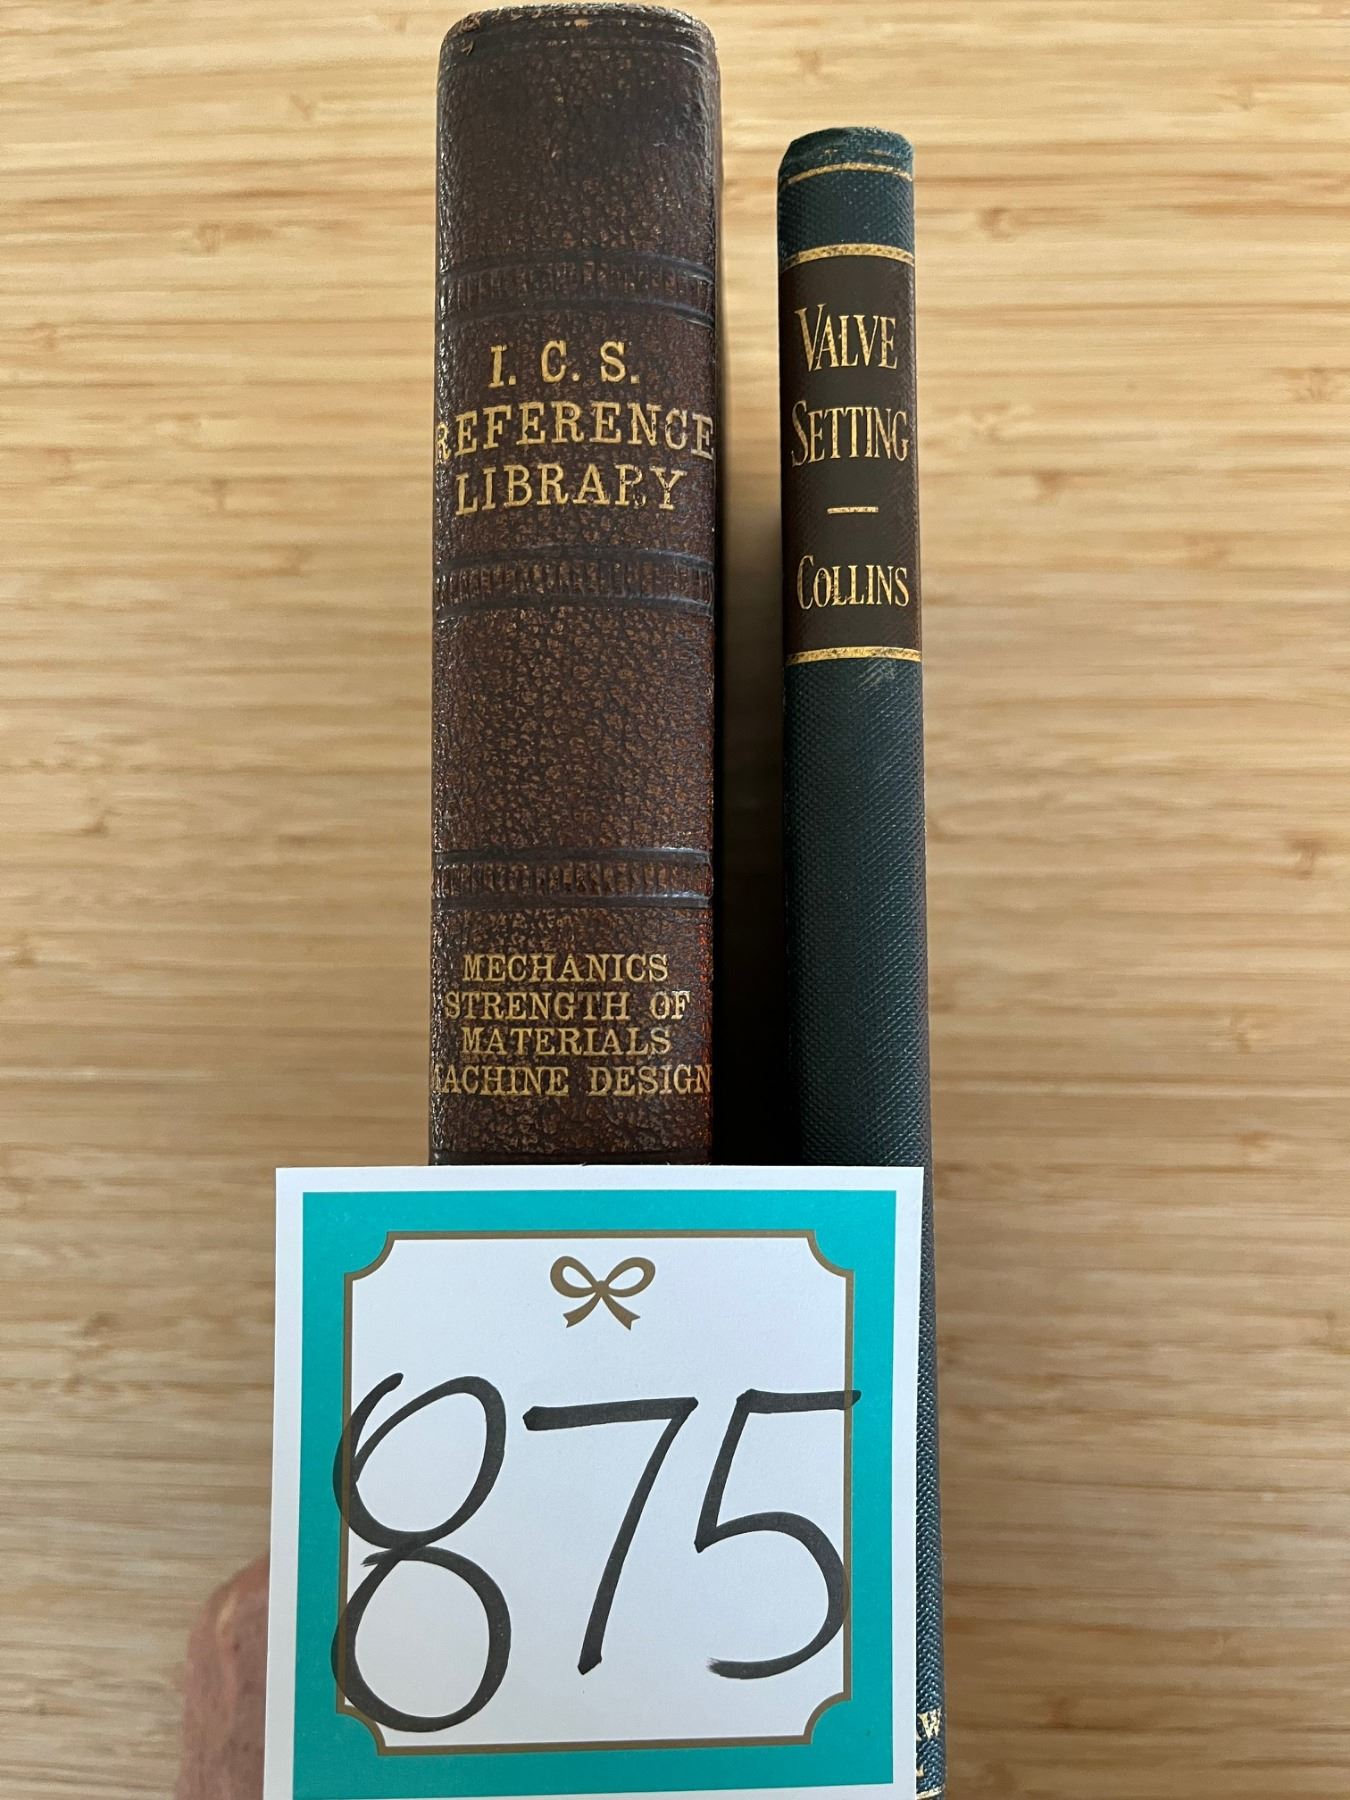 I. C. S.
REFERENCE
LIBRARY
MECHANICS
STRENGTH OF
MATERIALS
MACHINE DESIGN
VALVE
SETTING
—
COLLINS
875